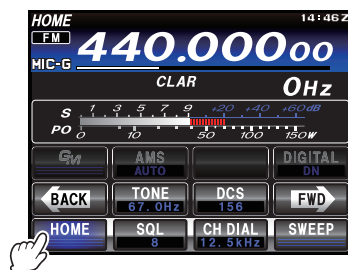 HOME 14:46Z
FM 440.00000
MIC-G
CLAR 0Hz
S 1 3 5 7 9 +20 +40 +60dB
PO 0 10 50 100 150W
GM AMS AUTO DIGITAL DN
BACK TONE 67.0Hz DCS 156 FWD
HOME SQL 8 CH DIAL 12.5kHz SWEEP